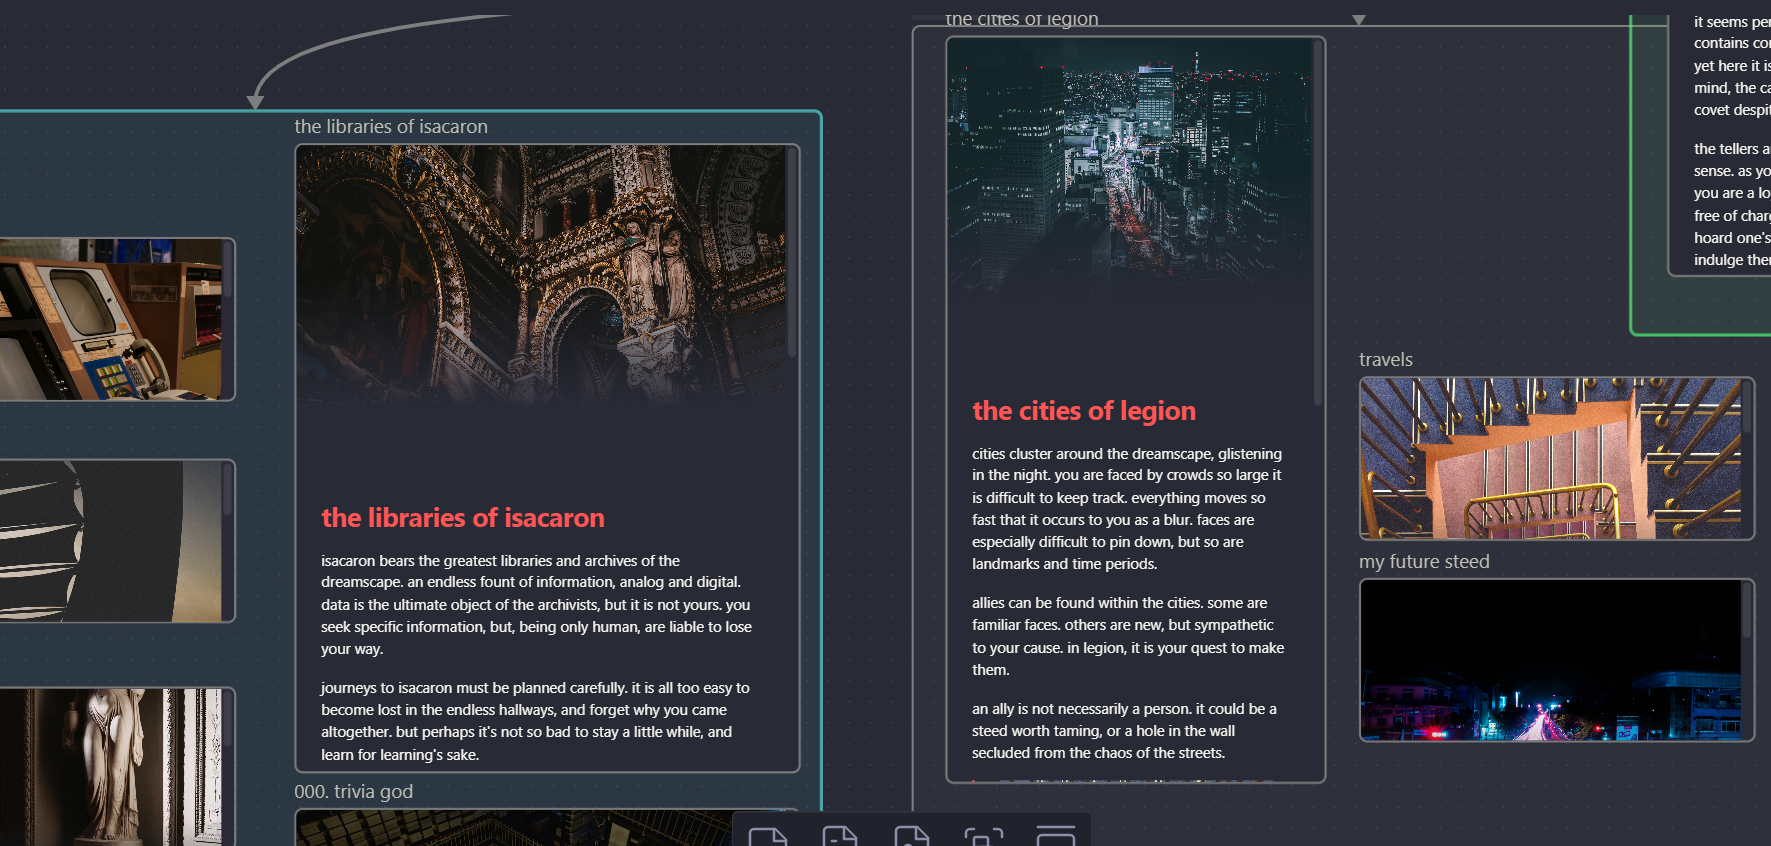 the libraries of isacaron
the libraries of isacaron
isacaron bears the greatest libraries and archives of the
dreamscape. an endless fount of information, analog and digital.
data is the ultimate object of the archivists, but it is not yours. you
seek specific information, but, being only human, are liable to lose
your way.
journeys to isacaron must be planned carefully. it is all too easy to
become lost in the endless hallways, and forget why you came
altogether. but perhaps it's not so bad to stay a little while, and
learn for learning's sake.
000. trivia god
the cities of legion
the cities of legion
cities cluster around the dreamscape, glistening
in the night. you are faced by crowds so large it
is difficult to keep track. everything moves so
fast that it occurs to you as a blur. faces are
especially difficult to pin down, but so are
landmarks and time periods.
allies can be found within the cities. some are
familiar faces. others are new, but sympathetic
to your cause. in legion, it is your quest to make
them.
an ally is not necessarily a person. it could be a
steed worth taming, or a hole in the wall
secluded from the chaos of the streets.
it seems
contains
yet here it is
mind, the
covet
the tellers
sense. as
you are a
free of
hoard one's
indulge
travels
my future steed